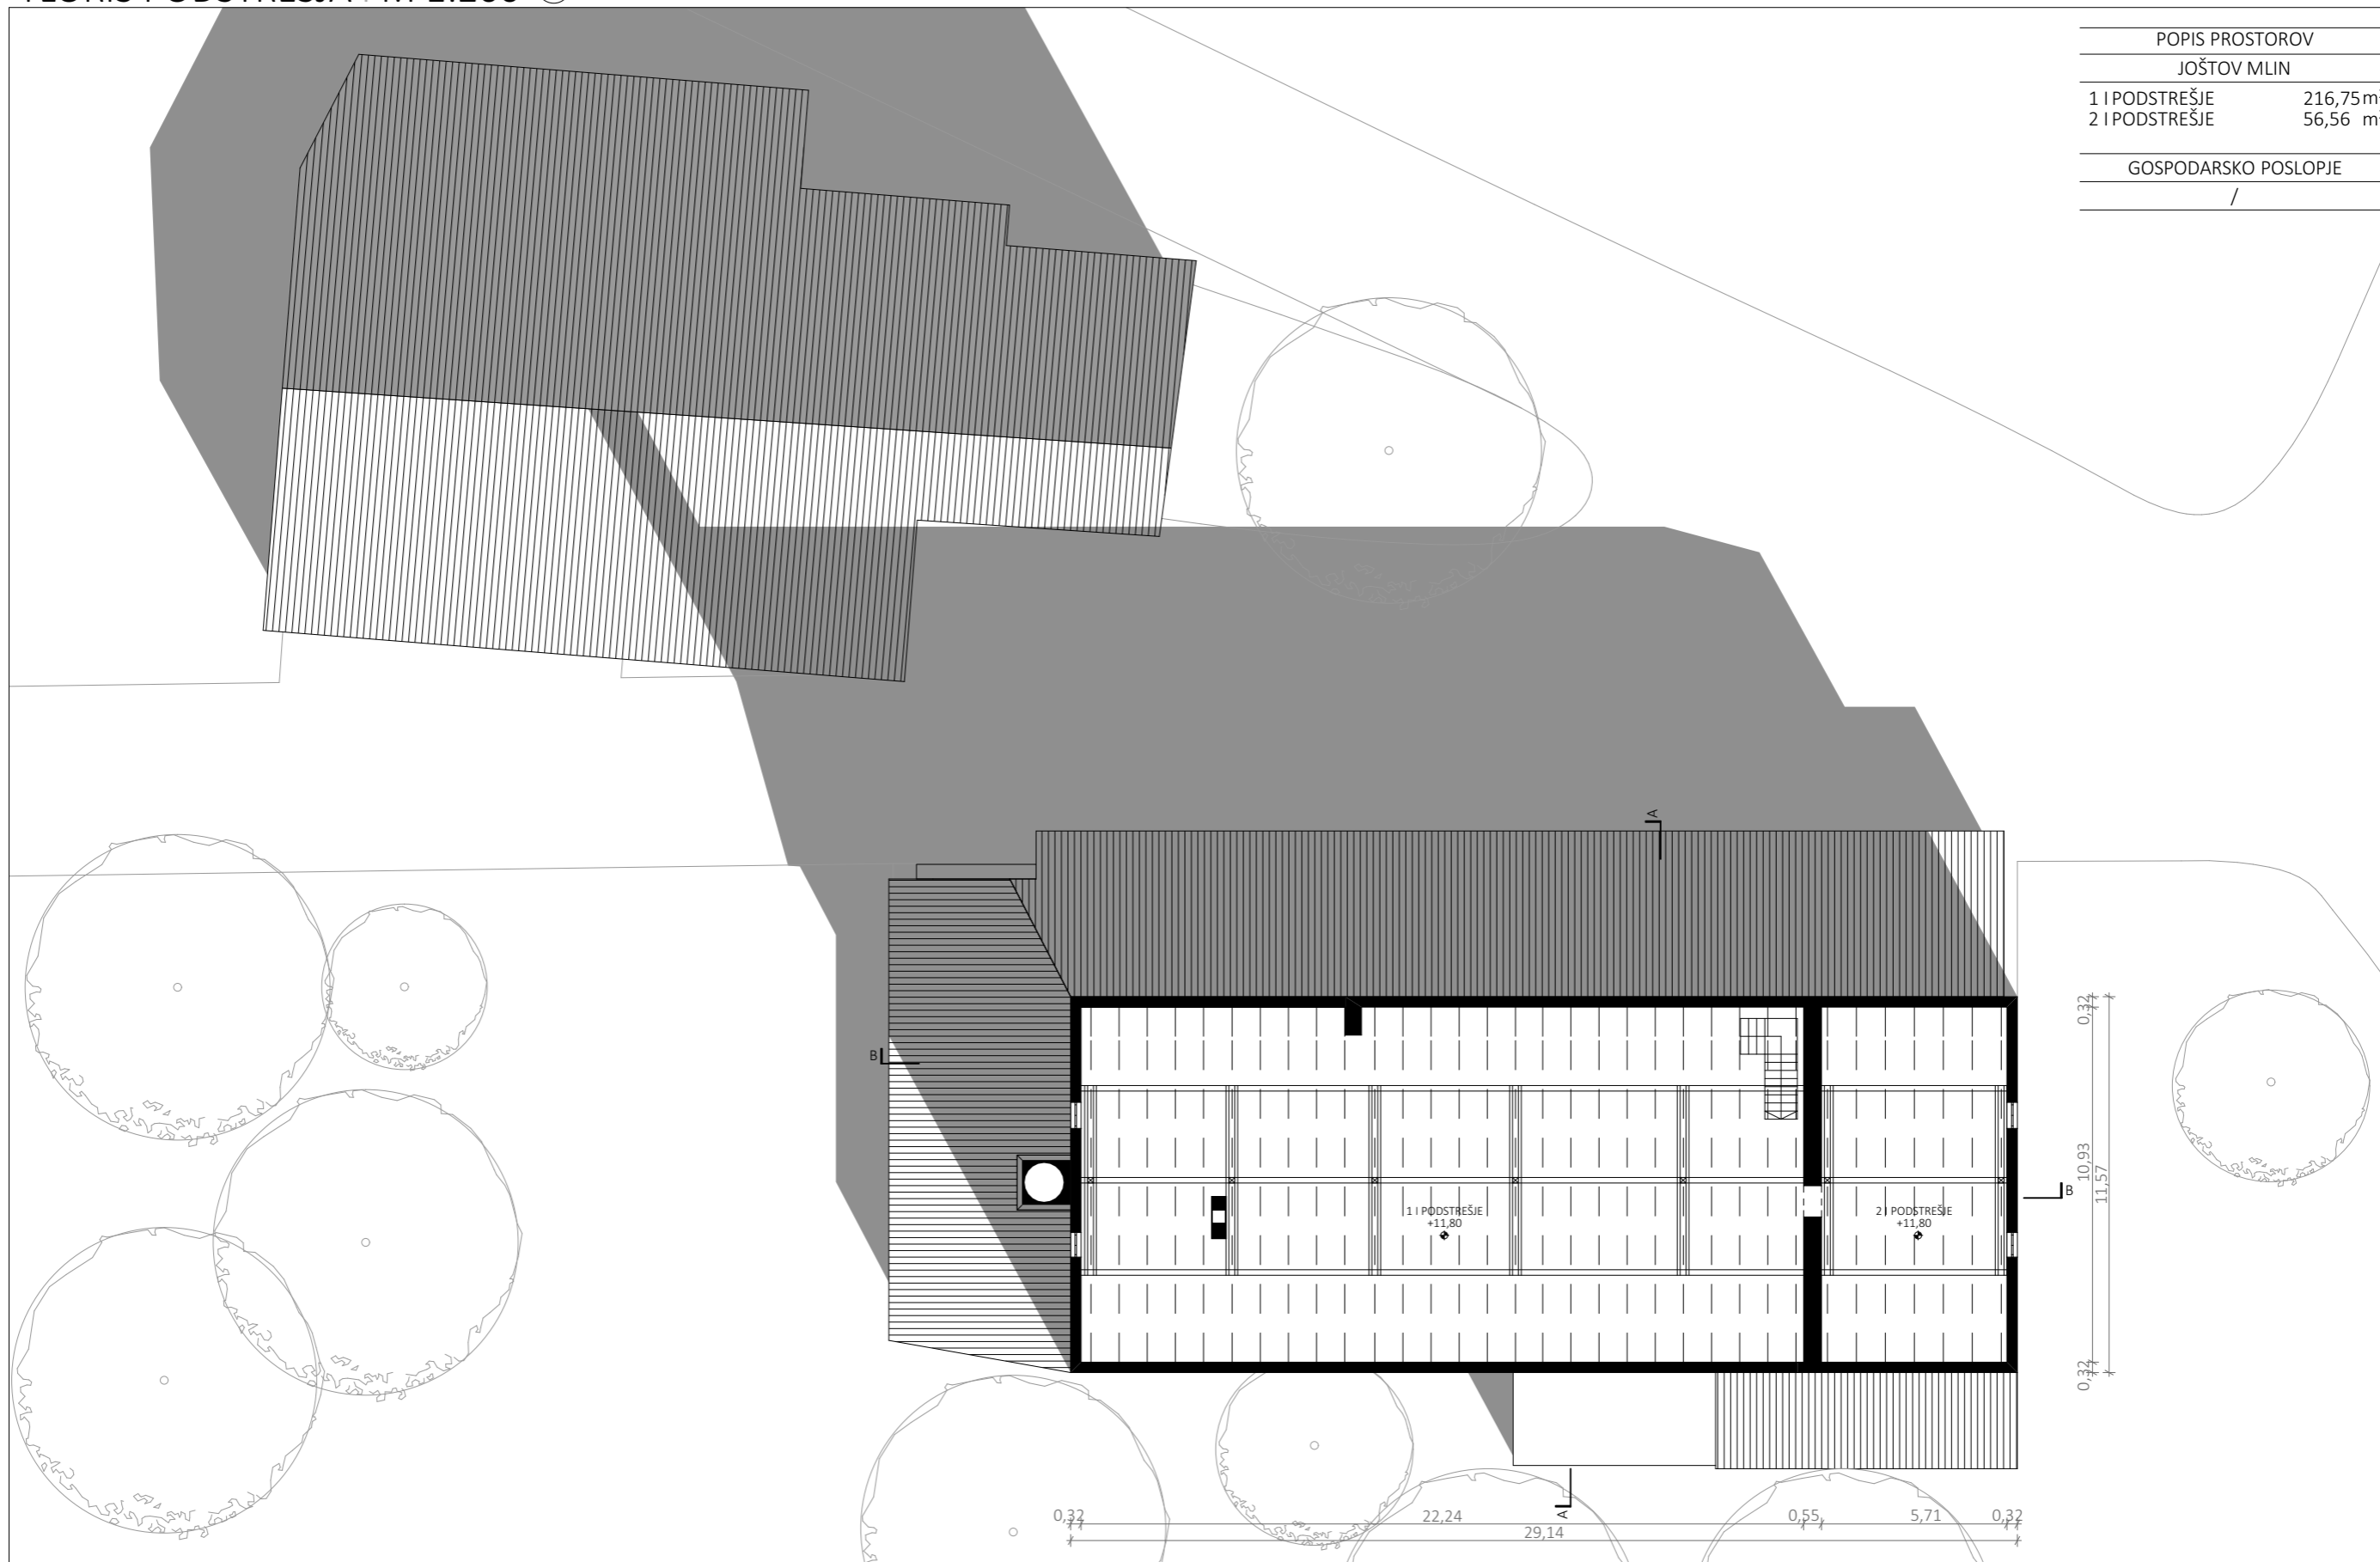 POPIS PROSTOROV
JOŠTOV MLIN
1 I PODSTREŠJE 216,75 m²
2 I PODSTREŠJE 56,56 m²
GOSPODARSKO POSLOPJE
/
A
B
0,32
10,93
11,57
0,32
B
1 I PODSTREŠJE
+11,80
2 I PODSTREŠJE
+11,80
A
0,32
22,24
0,55
5,71
0,32
29,14